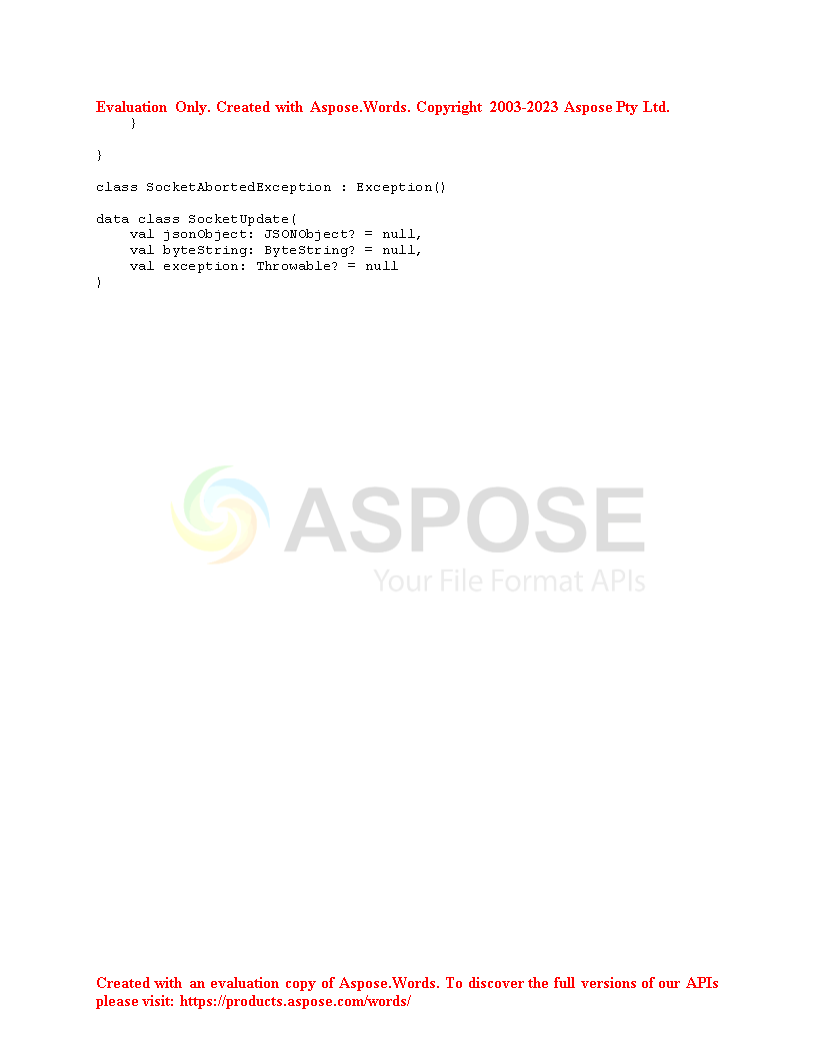 Evaluation Only. Created with Aspose.Words. Copyright 2003-2023 Aspose Pty Ltd.
    }

}

class SocketAbortedException : Exception()

data class SocketUpdate(
    val jsonObject: JSONObject? = null,
    val byteString: ByteString? = null,
    val exception: Throwable? = null
)
ASPOSE
Your File Format APIs
Created with an evaluation copy of Aspose.Words. To discover the full versions of our APIs
please visit: https://products.aspose.com/words/